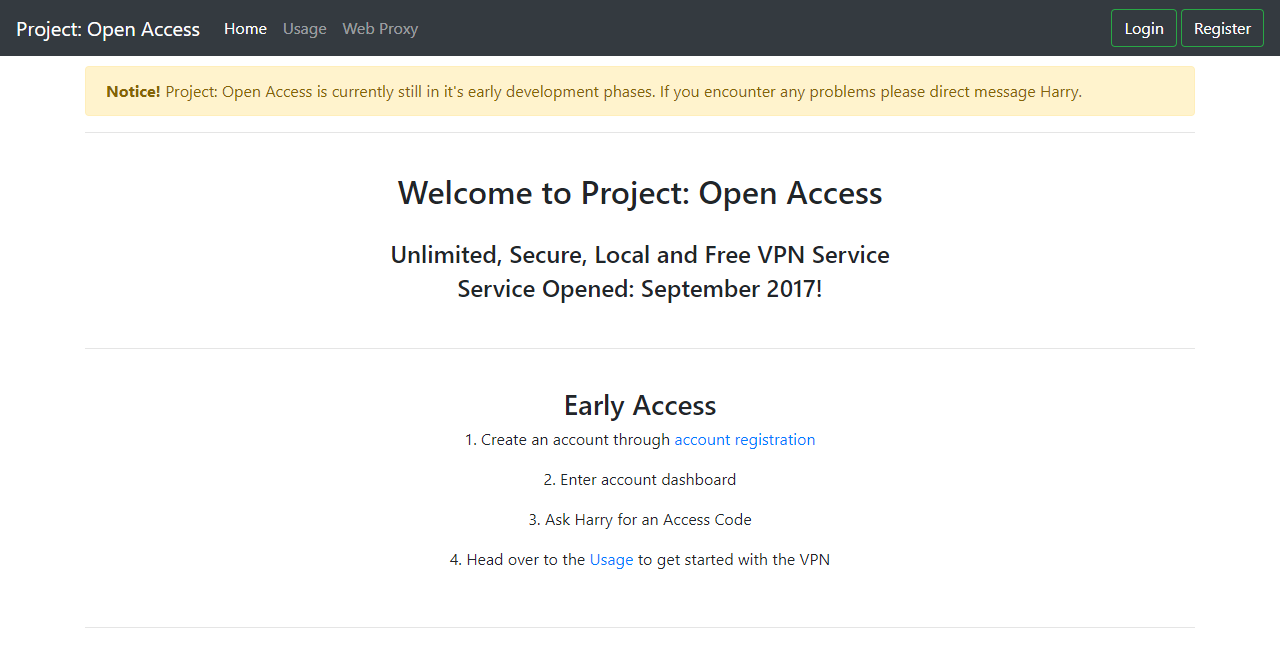 Project: Open Access Home Usage Web Proxy Login Register
Notice! Project: Open Access is currently still in it's early development phases. If you encounter any problems please direct message Harry.
Welcome to Project: Open Access
Unlimited, Secure, Local and Free VPN Service
Service Opened: September 2017!
Early Access
1. Create an account through account registration
2. Enter account dashboard
3. Ask Harry for an Access Code
4. Head over to the Usage to get started with the VPN